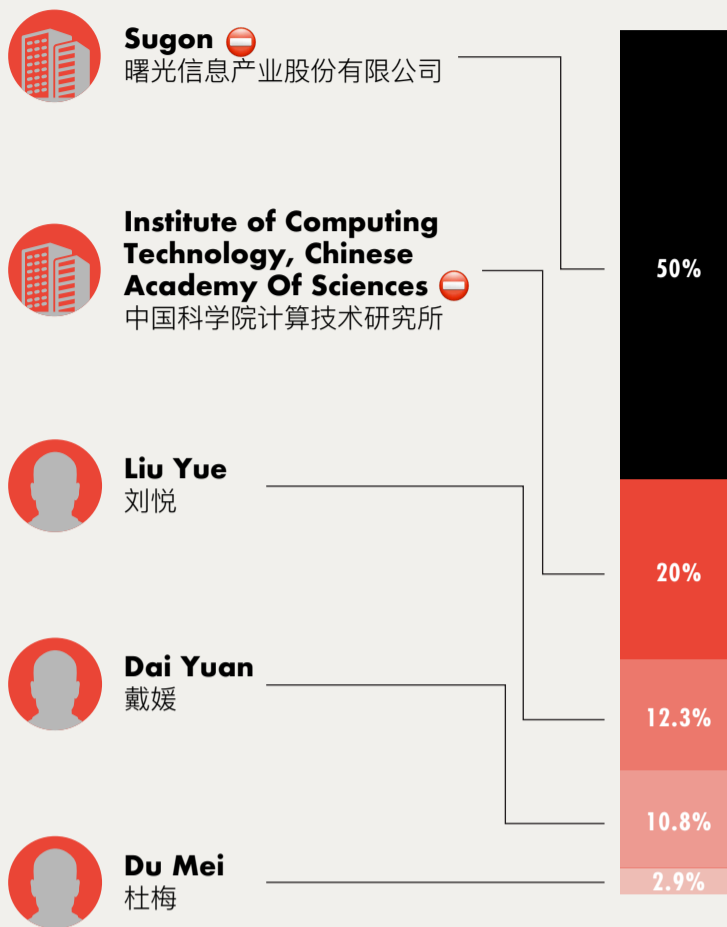 Sugon
曙光信息产业股份有限公司
50%
Institute of Computing
Technology, Chinese
Academy Of Sciences
中国科学院计算技术研究所
20%
Liu Yue
刘悦
12.3%
Dai Yuan
戴媛
10.8%
Du Mei
杜梅
2.9%